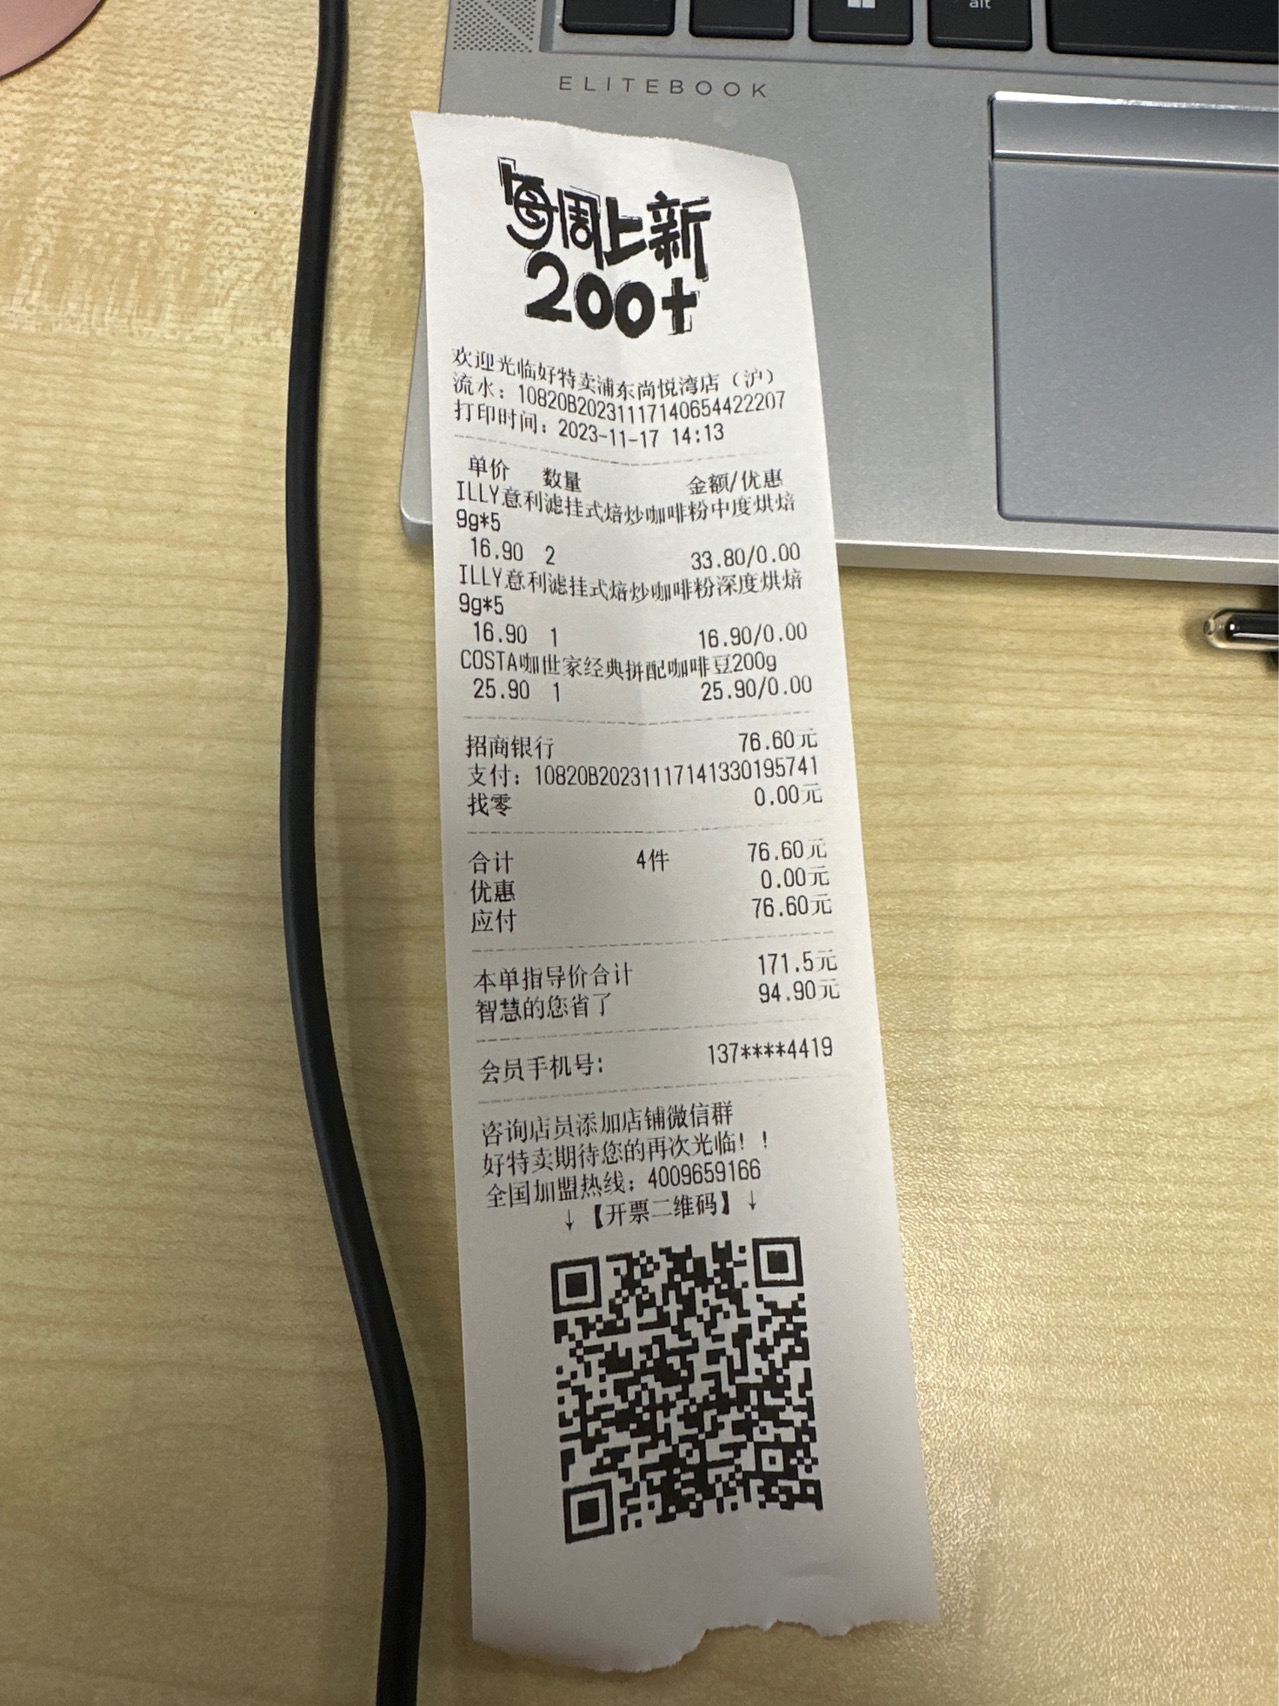 alt
ELITEBOOK
每周上新
200+
欢迎光临好特卖浦东尚悦湾店（沪）
流水：10820B20231117140654422207
打印时间：2023-11-17 14:13
单价 数量 金额/优惠
ILLY意利滤挂式焙炒咖啡粉中度烘焙
9g*5
16.90 2 33.80/0.00
ILLY意利滤挂式焙炒咖啡粉深度烘焙
9g*5
16.90 1 16.90/0.00
COSTA咖世家经典拼配咖啡豆200g
25.90 1 25.90/0.00
招商银行 76.60元
支付：10820B20231117141330195741
找零 0.00元
合计 4件 76.60元
优惠 0.00元
应付 76.60元
本单指导价合计 171.5元
智慧的您省了 94.90元
会员手机号: 137****4419
咨询店员添加店铺微信群
好特卖期待您的再次光临！！
全国加盟热线：4009659166
↓【开票二维码】↓